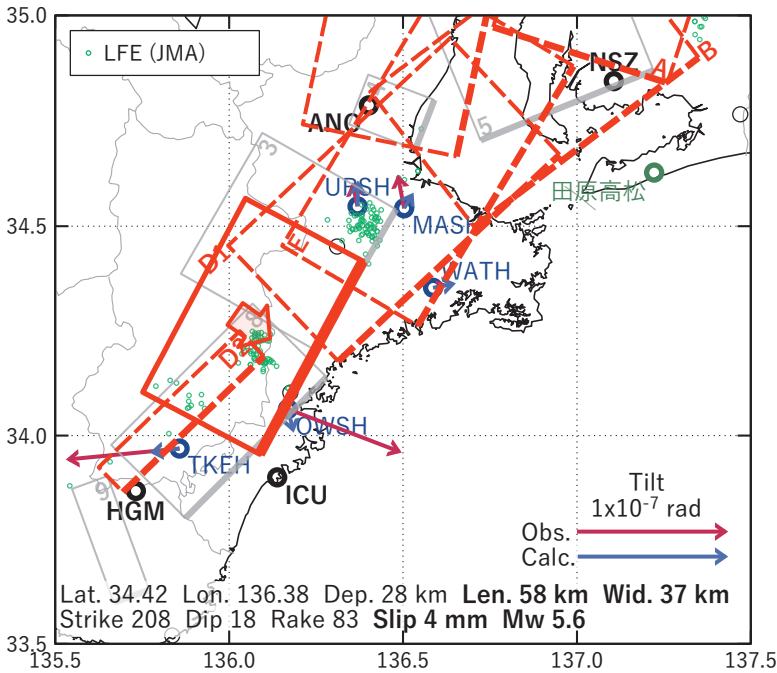 35.0
LFE (JMA)
NSZ
A
B
ANO
5
3
URSH
田原高松
34.5
MASH
D1
E
WATH
8
D3
34.0
OWSH
TKEH
9
HGM
ICU
Tilt
1x10-7 rad
Obs.
Calc.
Lat. 34.42 Lon. 136.38 Dep. 28 km Len. 58 km Wid. 37 km
Strike 208 Dip 18 Rake 83 Slip 4 mm Mw 5.6
33.5
135.5 136.0 136.5 137.0 137.5